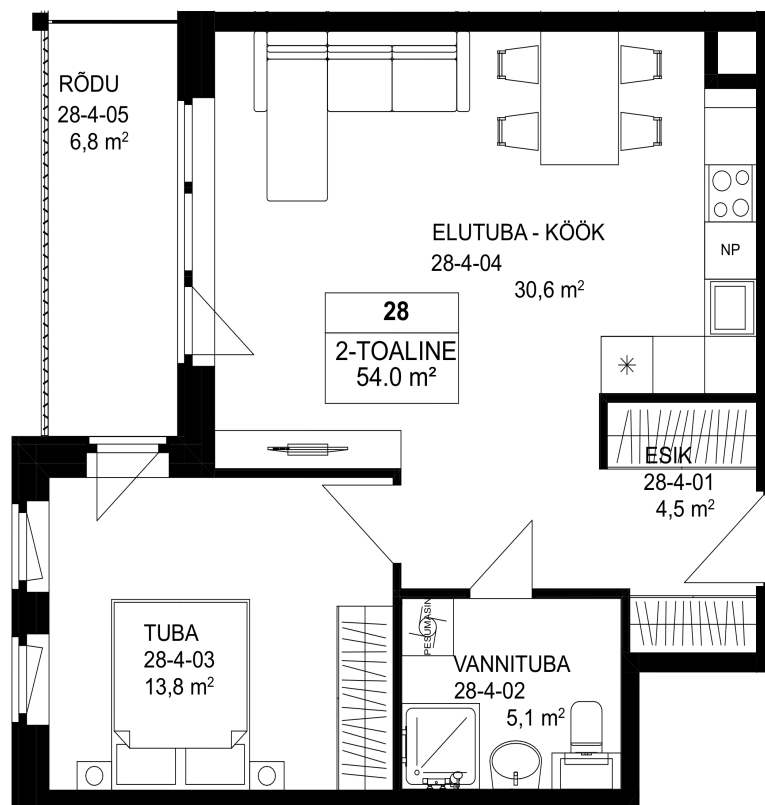 RÕDU
28-4-05
6,8 m²
ELUTUBA - KÖÖK
28-4-04
30,6 m²
NP
28
2-TOALINE
54.0 m²
ESIK
28-4-01
4,5 m²
PESUMASIN
TUBA
28-4-03
13,8 m²
VANNITUBA
28-4-02
5,1 m²